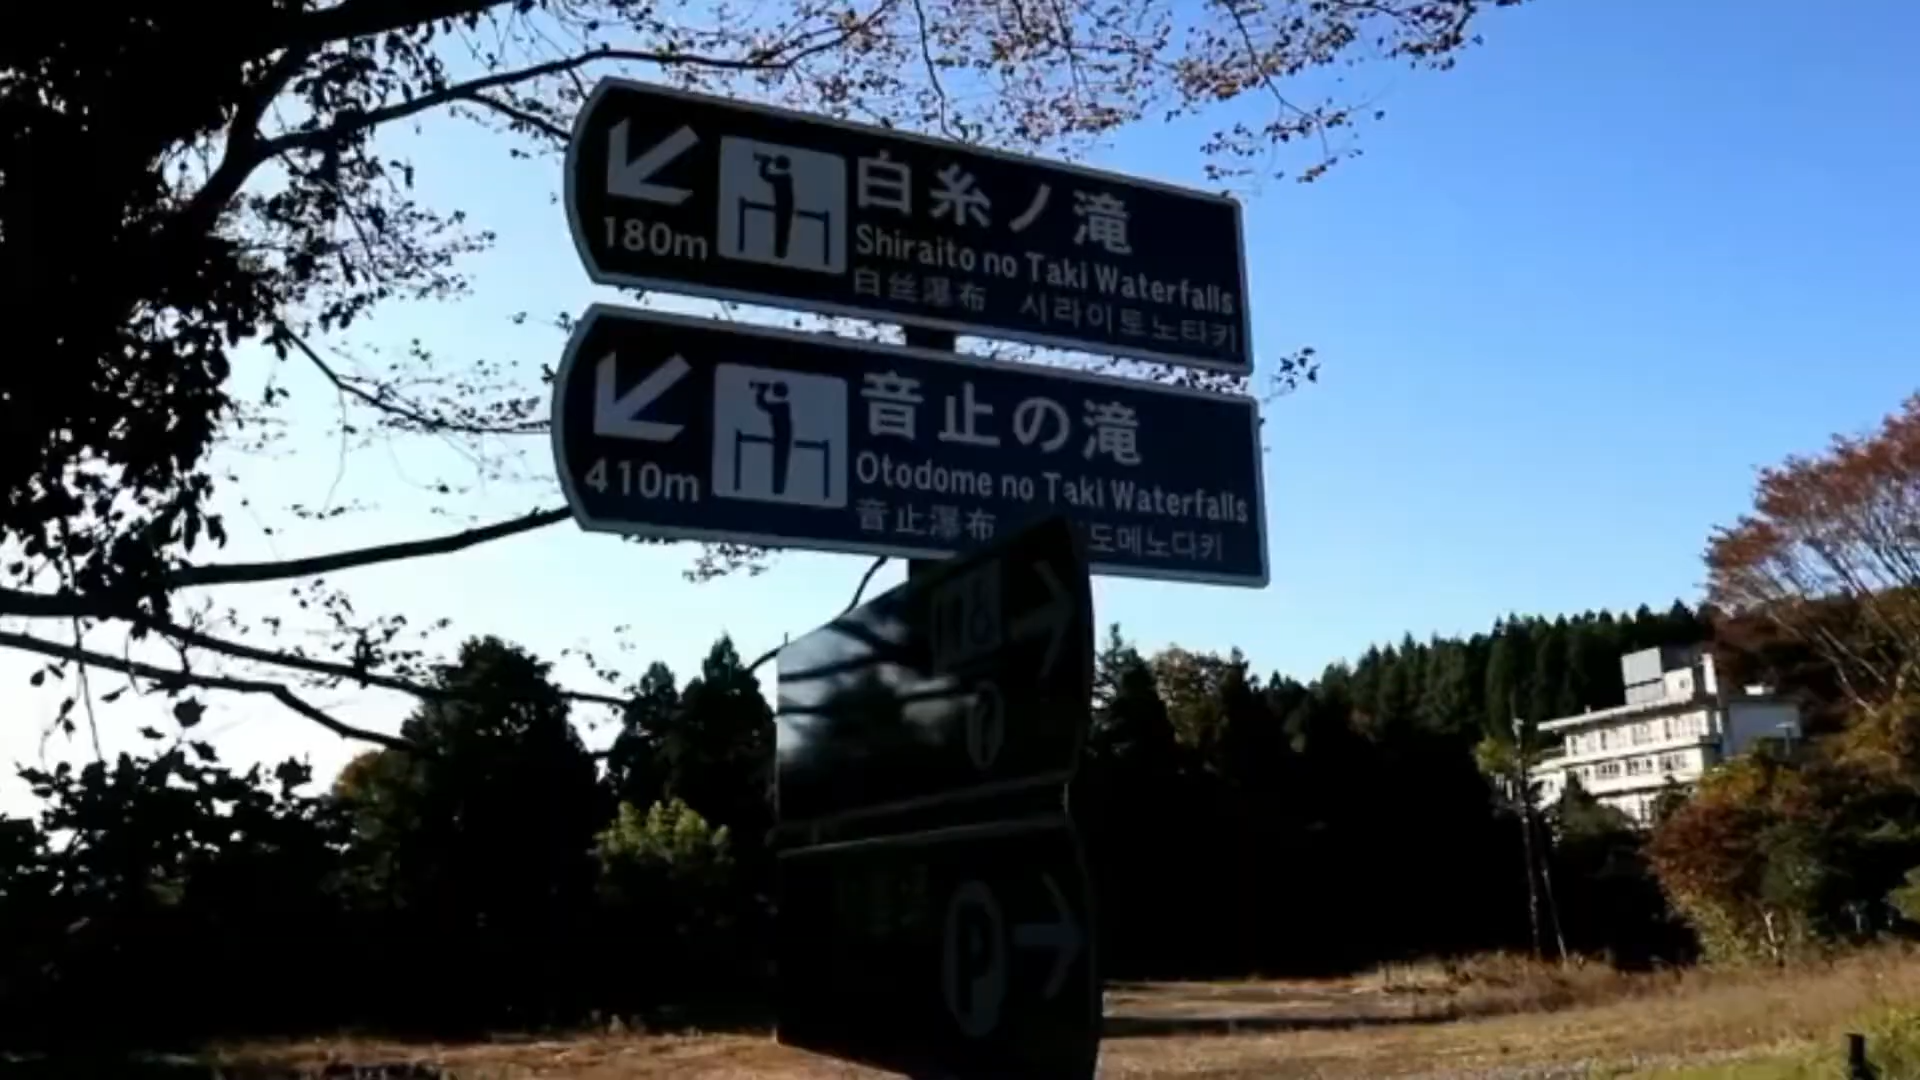 180m
白糸ノ滝
Shiraito no Taki Waterfalls
白丝瀑布 시라이토노타키
410m
音止の滝
Otodome no Taki Waterfalls
音止瀑布 도메노다키
?
P